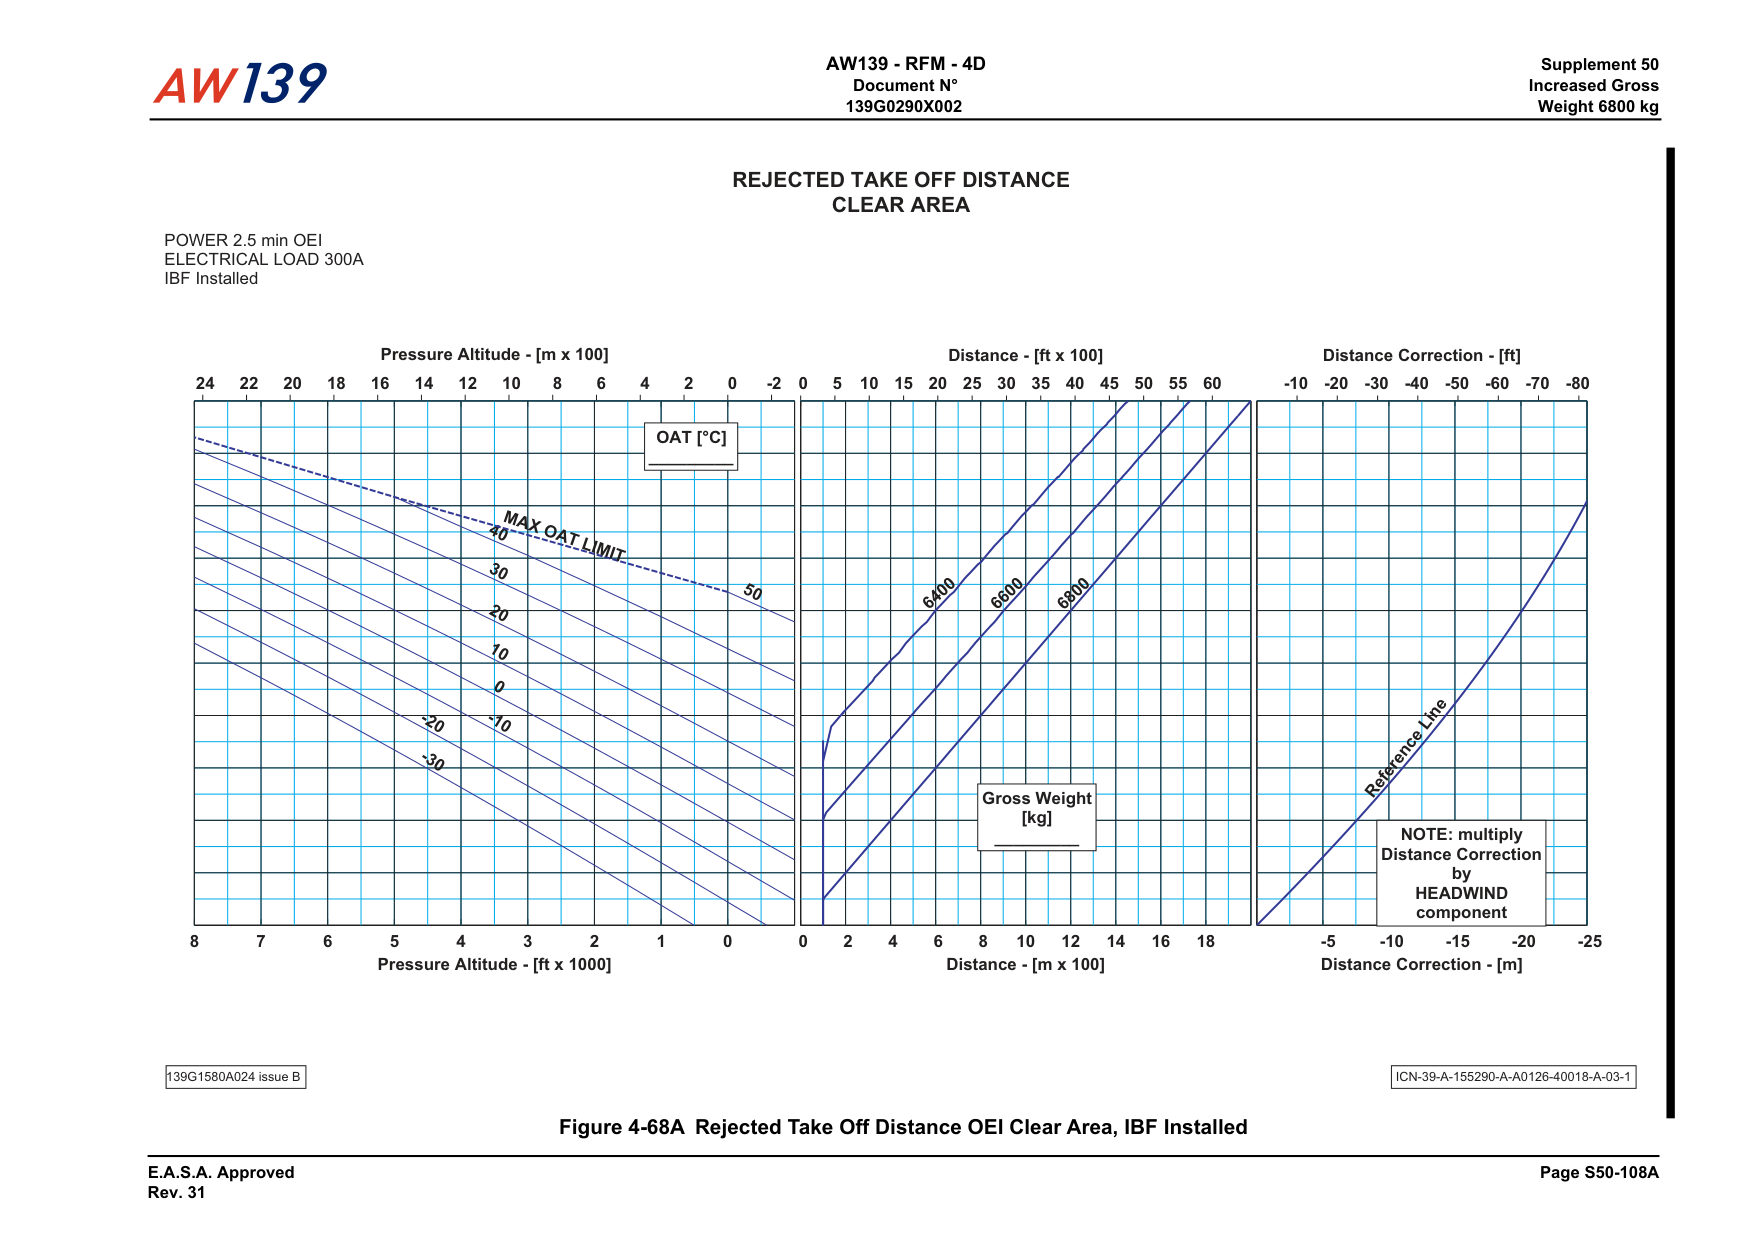 AW139
AW139 - RFM - 4D
Document N°
139G0290X002
Supplement 50
Increased Gross
Weight 6800 kg
REJECTED TAKE OFF DISTANCE
CLEAR AREA
POWER 2.5 min OEI
ELECTRICAL LOAD 300A
IBF Installed
Pressure Altitude - [m x 100]
24 22 20 18 16 14 12 10 8 6 4 2 0 -2
Distance - [ft x 100]
0 5 10 15 20 25 30 35 40 45 50 55 60
Distance Correction - [ft]
-10 -20 -30 -40 -50 -60 -70 -80
OAT [°C]
MAX OAT LIMIT
50
40
30
20
10
0
-10
-20
-30
6400
6600
6800
Gross Weight
[kg]
Reference Line
NOTE: multiply
Distance Correction
by
HEADWIND
component
8 7 6 5 4 3 2 1 0
Pressure Altitude - [ft x 1000]
0 2 4 6 8 10 12 14 16 18
Distance - [m x 100]
-5 -10 -15 -20 -25
Distance Correction - [m]
139G1580A024 issue B
ICN-39-A-155290-A-A0126-40018-A-03-1
Figure 4-68A Rejected Take Off Distance OEI Clear Area, IBF Installed
E.A.S.A. Approved
Rev. 31
Page S50-108A